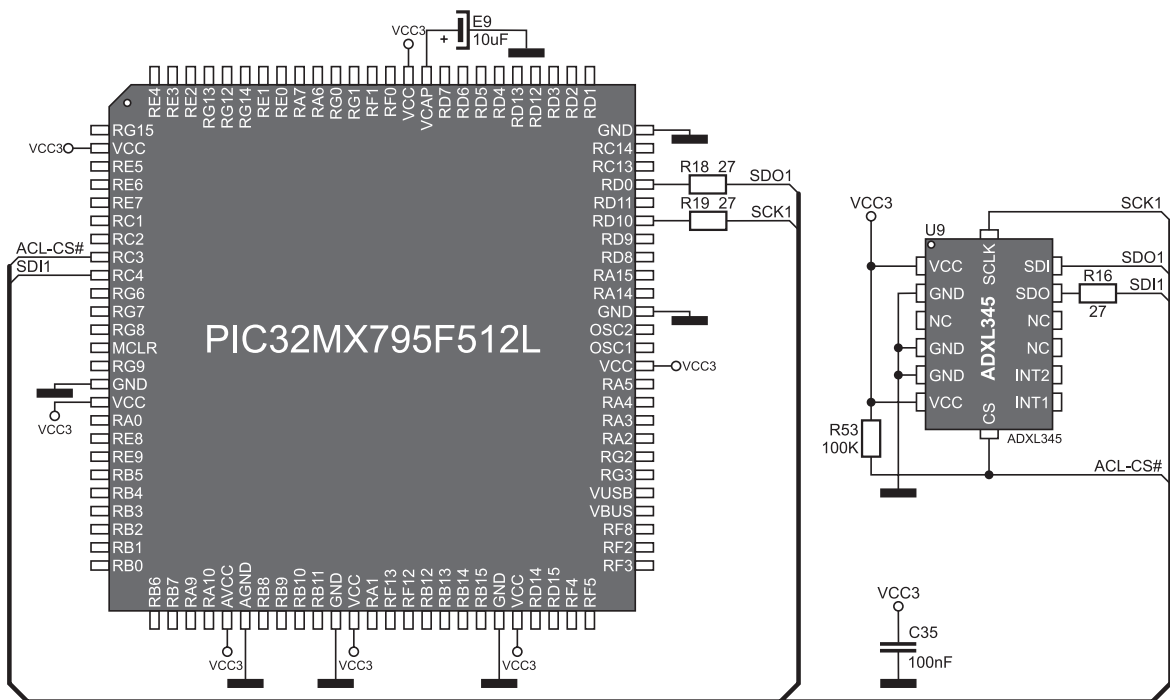 VCC3
E9
10uF
+
RE4
RE3
RE2
RG13
RG12
RG14
RE1
RE0
RA7
RA6
RG0
RG1
RF1
RF0
VCC
VCAP
RD7
RD6
RD5
RD4
RD13
RD12
RD3
RD2
RD1
RG15
VCC
RE5
RE6
RE7
RC1
RC2
RC3
RC4
RG6
RG7
RG8
MCLR
RG9
GND
VCC
RA0
RE8
RE9
RB5
RB4
RB3
RB2
RB1
RB0
VCC3
ACL-CS#
SDI1
VCC3
PIC32MX795F512L
GND
RC14
RC13
RD0
RD11
RD10
RD9
RD8
RA15
RA14
GND
OSC2
OSC1
VCC
RA5
RA4
RA3
RA2
RG2
RG3
VUSB
VBUS
RF8
RF2
RF3
R18 27
SDO1
R19 27
SCK1
VCC3
RB6
RB7
RA9
RA10
AVCC
AGND
RB8
RB9
RB10
RB11
GND
VCC
RA1
RF13
RF12
RB12
RB13
RB14
RB15
GND
VCC
RD14
RD15
RF4
RF5
VCC3
VCC3
VCC3
VCC3
U9
SCK1
SCLK
VCC
GND
NC
GND
GND
VCC
ADXL345
SDI
SDO
NC
NC
INT2
INT1
CS
ADXL345
SDO1
R16
27
SDI1
R53
100K
ACL-CS#
VCC3
C35
100nF